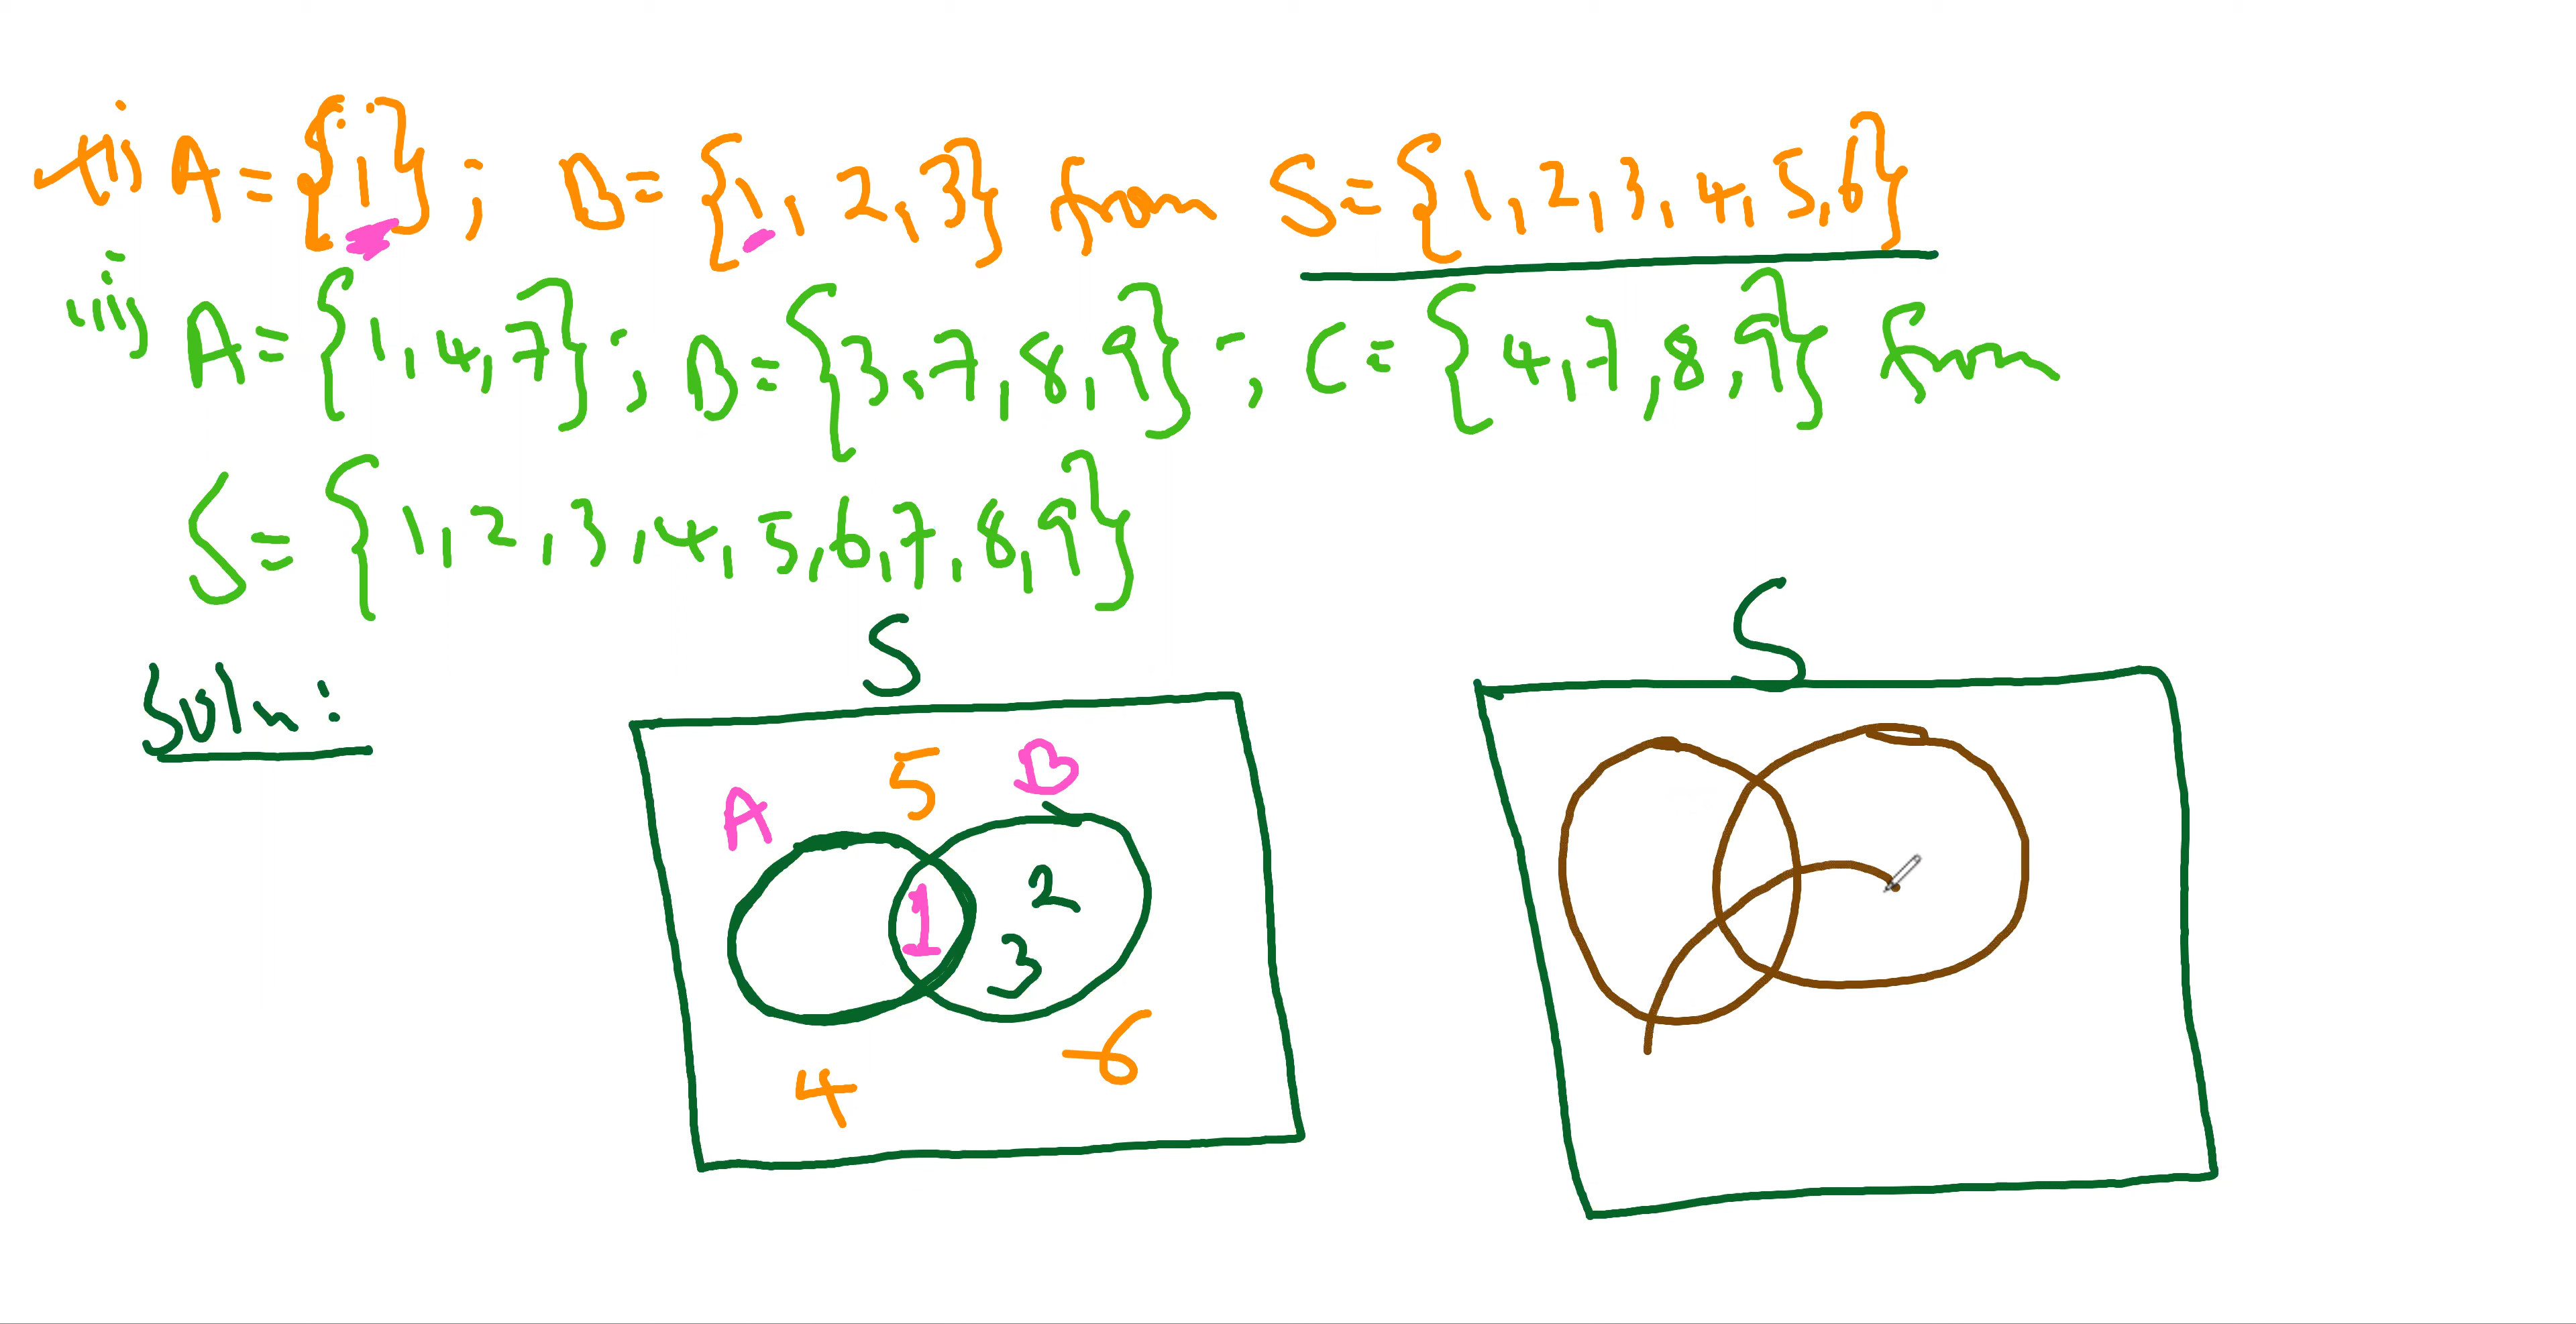 ii) A = {1} ; B = {1, 2, 3} from S = {1, 2, 3, 4, 5, 6}
iii) A = {1, 4, 7} ; B = {3, 7, 8, 9} ; C = {4, 7, 8, 9} from
S = {1, 2, 3, 4, 5, 6, 7, 8, 9}
Soln:
S
A 5 B
1 2
3
4 6
S